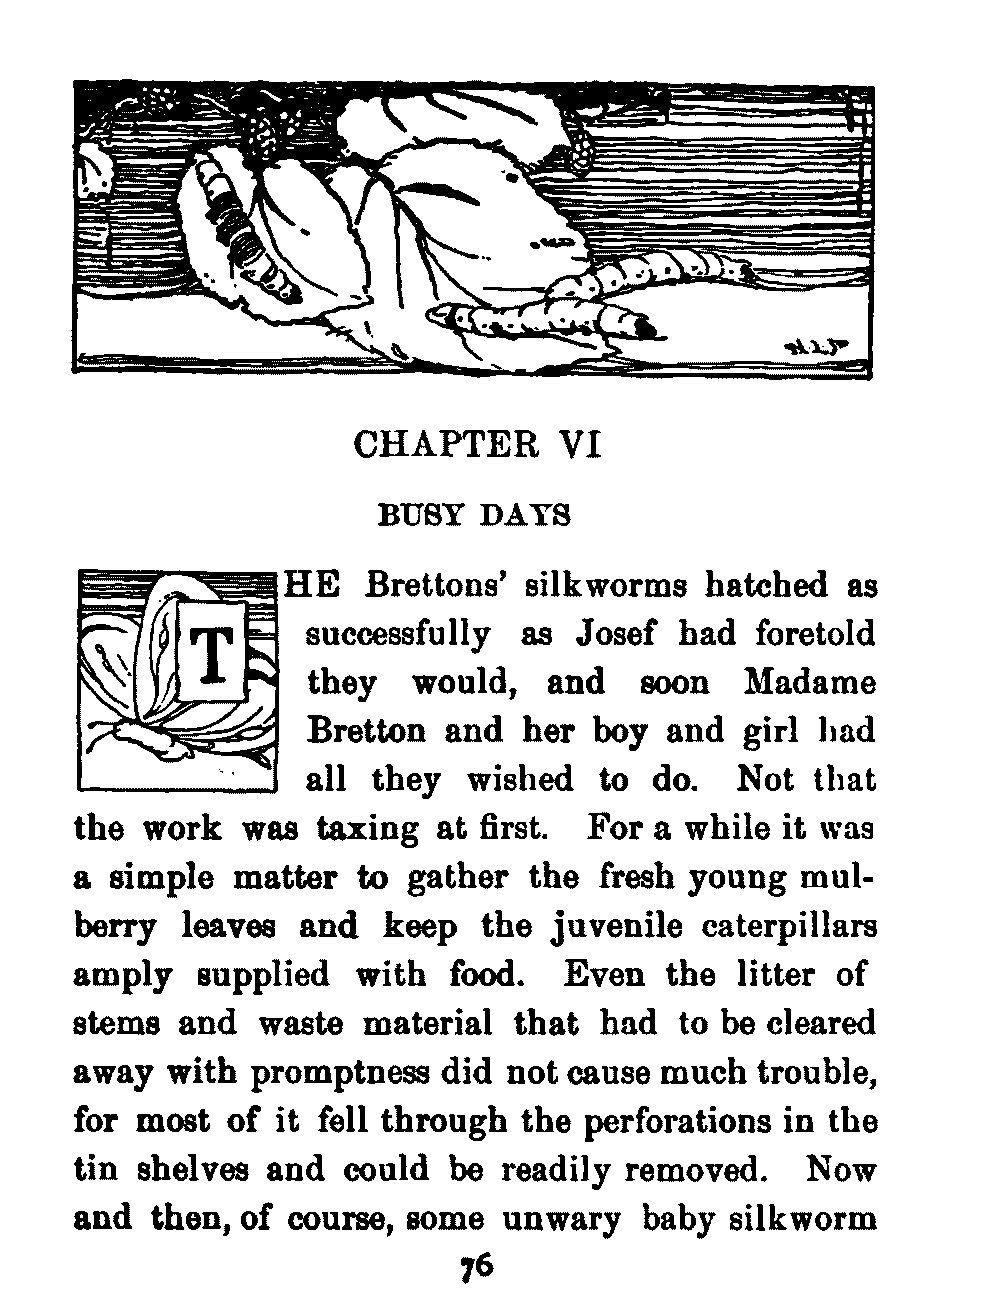 CHAPTER VI
BUSY DAYS
THE Brettons' silkworms hatched as
successfully as Josef had foretold
they would, and soon Madame
Bretton and her boy and girl had
all they wished to do. Not that
the work was taxing at first. For a while it was
a simple matter to gather the fresh young mul-
berry leaves and keep the juvenile caterpillars
amply supplied with food. Even the litter of
stems and waste material that had to be cleared
away with promptness did not cause much trouble,
for most of it fell through the perforations in the
tin shelves and could be readily removed. Now
and then, of course, some unwary baby silkworm
76